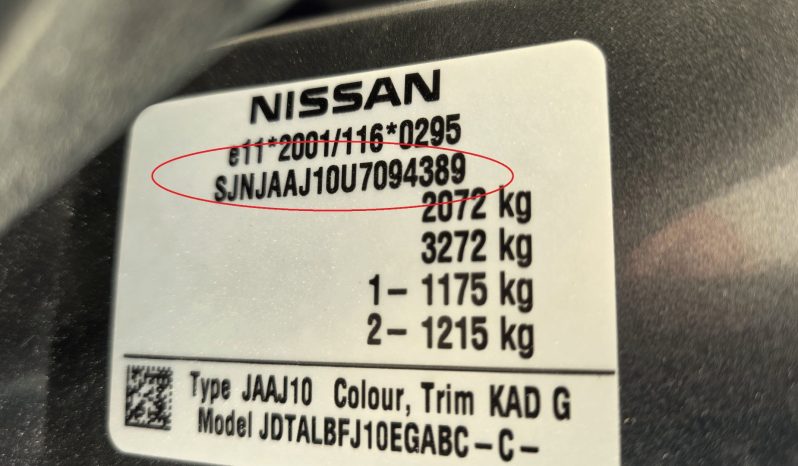 NISSAN
e11*2001/116*0295
SJNJAAJ10U7094389
2072 kg
3272 kg
1- 1175 kg
2- 1215 kg
Type JAAJ10 Colour, Trim KAD G
Model JDTALBFJ10EGABC-C-